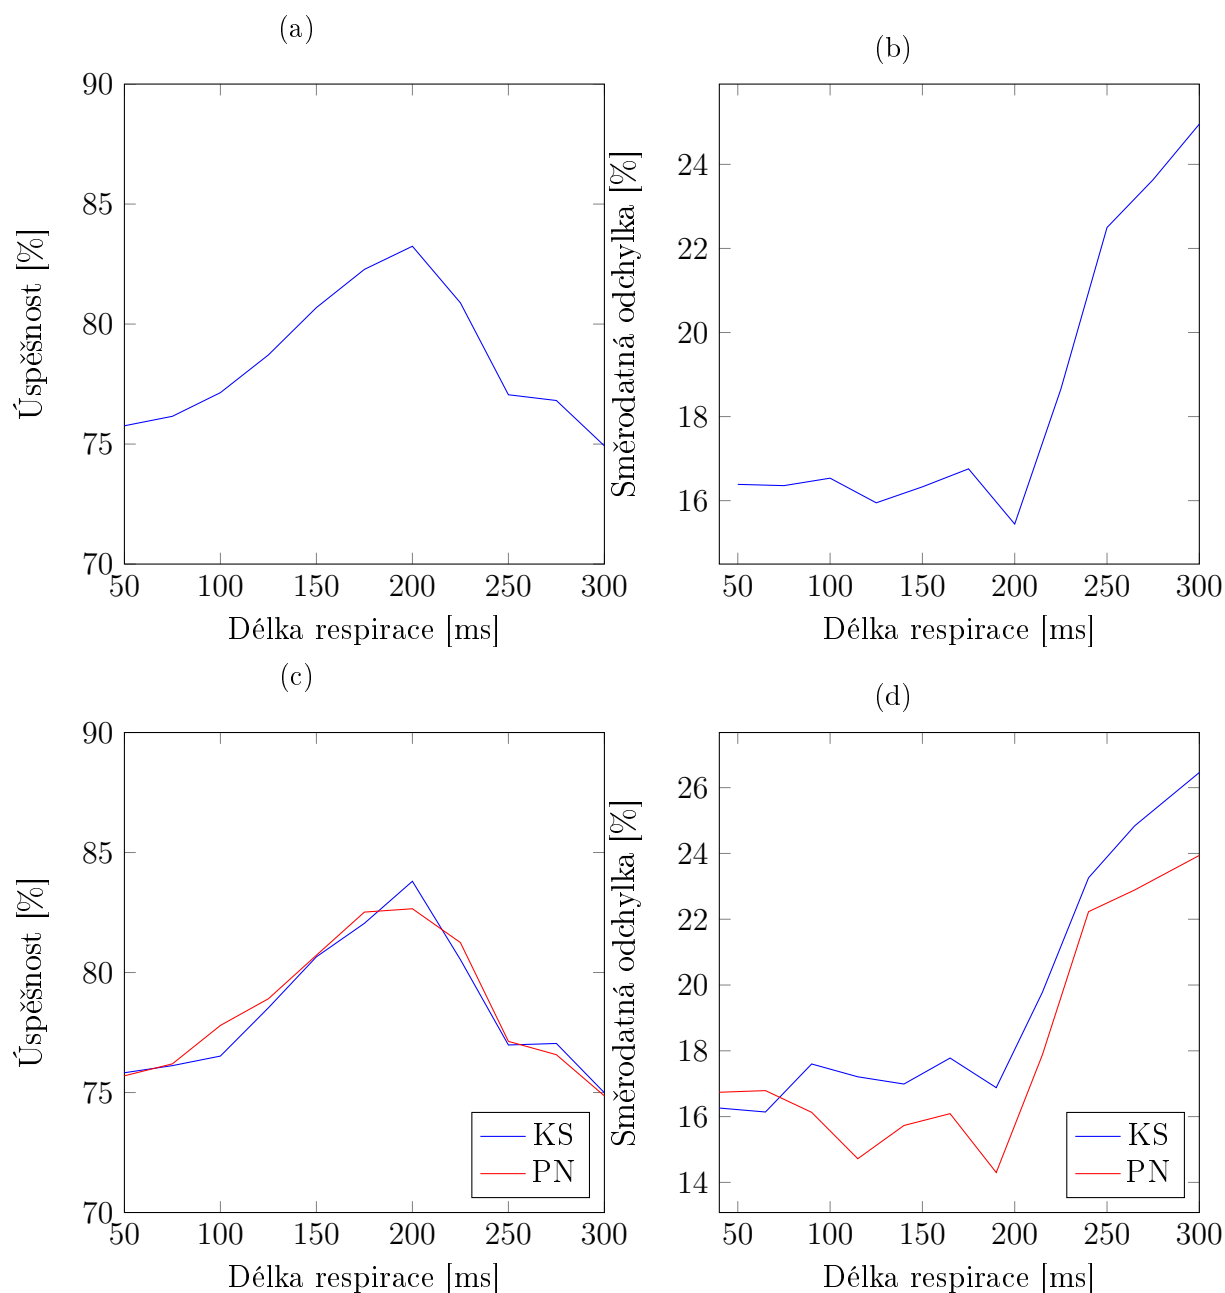 (a)
90
85
80
75
70
50 100 150 200 250 300
Úspěšnost [%]
Délka respirace [ms]
(b)
24
22
20
18
16
50 100 150 200 250 300
Směrodatná odchylka [%]
Délka respirace [ms]
(c)
90
85
80
75
70
50 100 150 200 250 300
Úspěšnost [%]
Délka respirace [ms]
KS
PN
(d)
26
24
22
20
18
16
14
50 100 150 200 250 300
Směrodatná odchylka [%]
Délka respirace [ms]
KS
PN